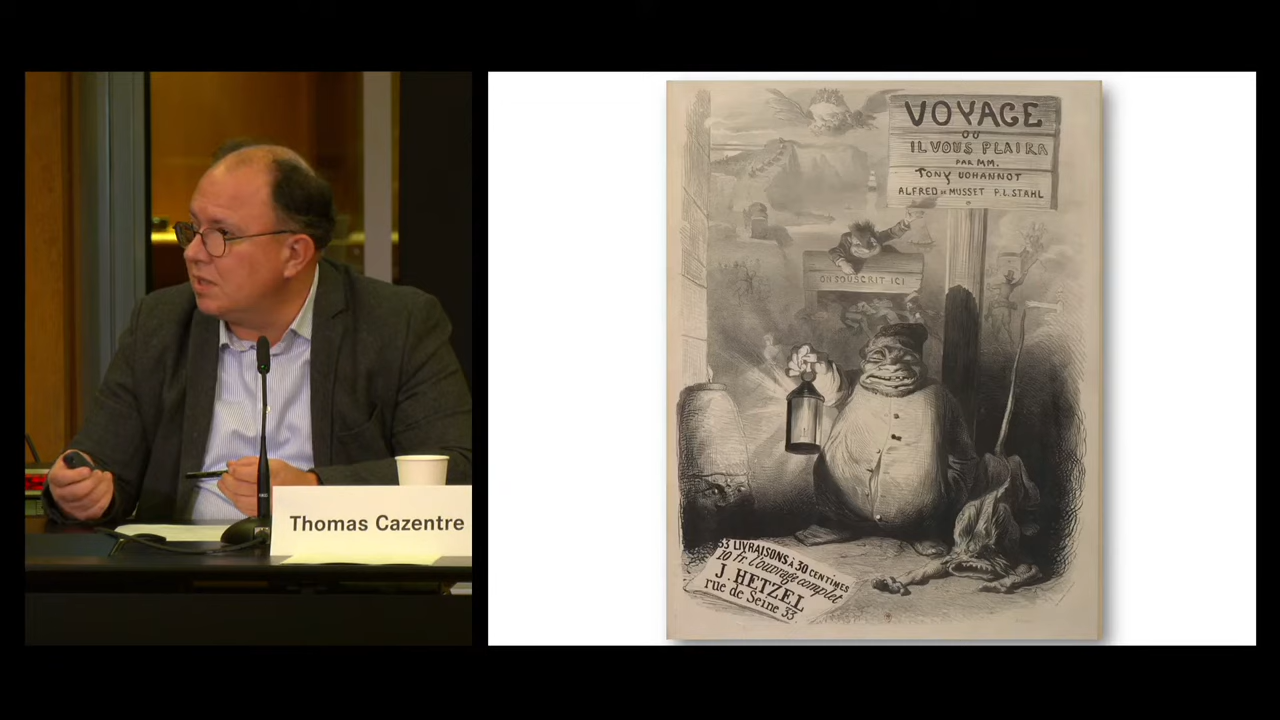 Thomas Cazentre
VOYAGE
OU
IL VOUS PLAIRA
PAR MM.
TONY JOHANNOT
ALFRED DE MUSSET P.L. STAHL
ON SOUSCRIT ICI
33 LIVRAISONS à 30 CENTIMES
10 Fr. l'ouvrage complet
J. HETZEL
rue de Seine 33.